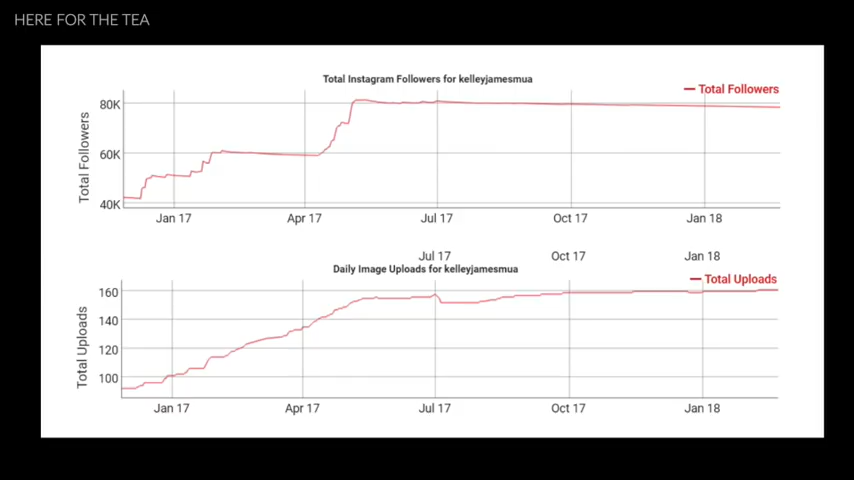 HERE FOR THE TEA
Total Instagram Followers for kelleyjamesmua
Total Followers
80K
60K
40K
Total Followers
Jan 17 Apr 17 Jul 17 Oct 17 Jan 18
Jul 17 Oct 17 Jan 18
Daily Image Uploads for kelleyjamesmua
Total Uploads
160
140
120
100
Total Uploads
Jan 17 Apr 17 Jul 17 Oct 17 Jan 18